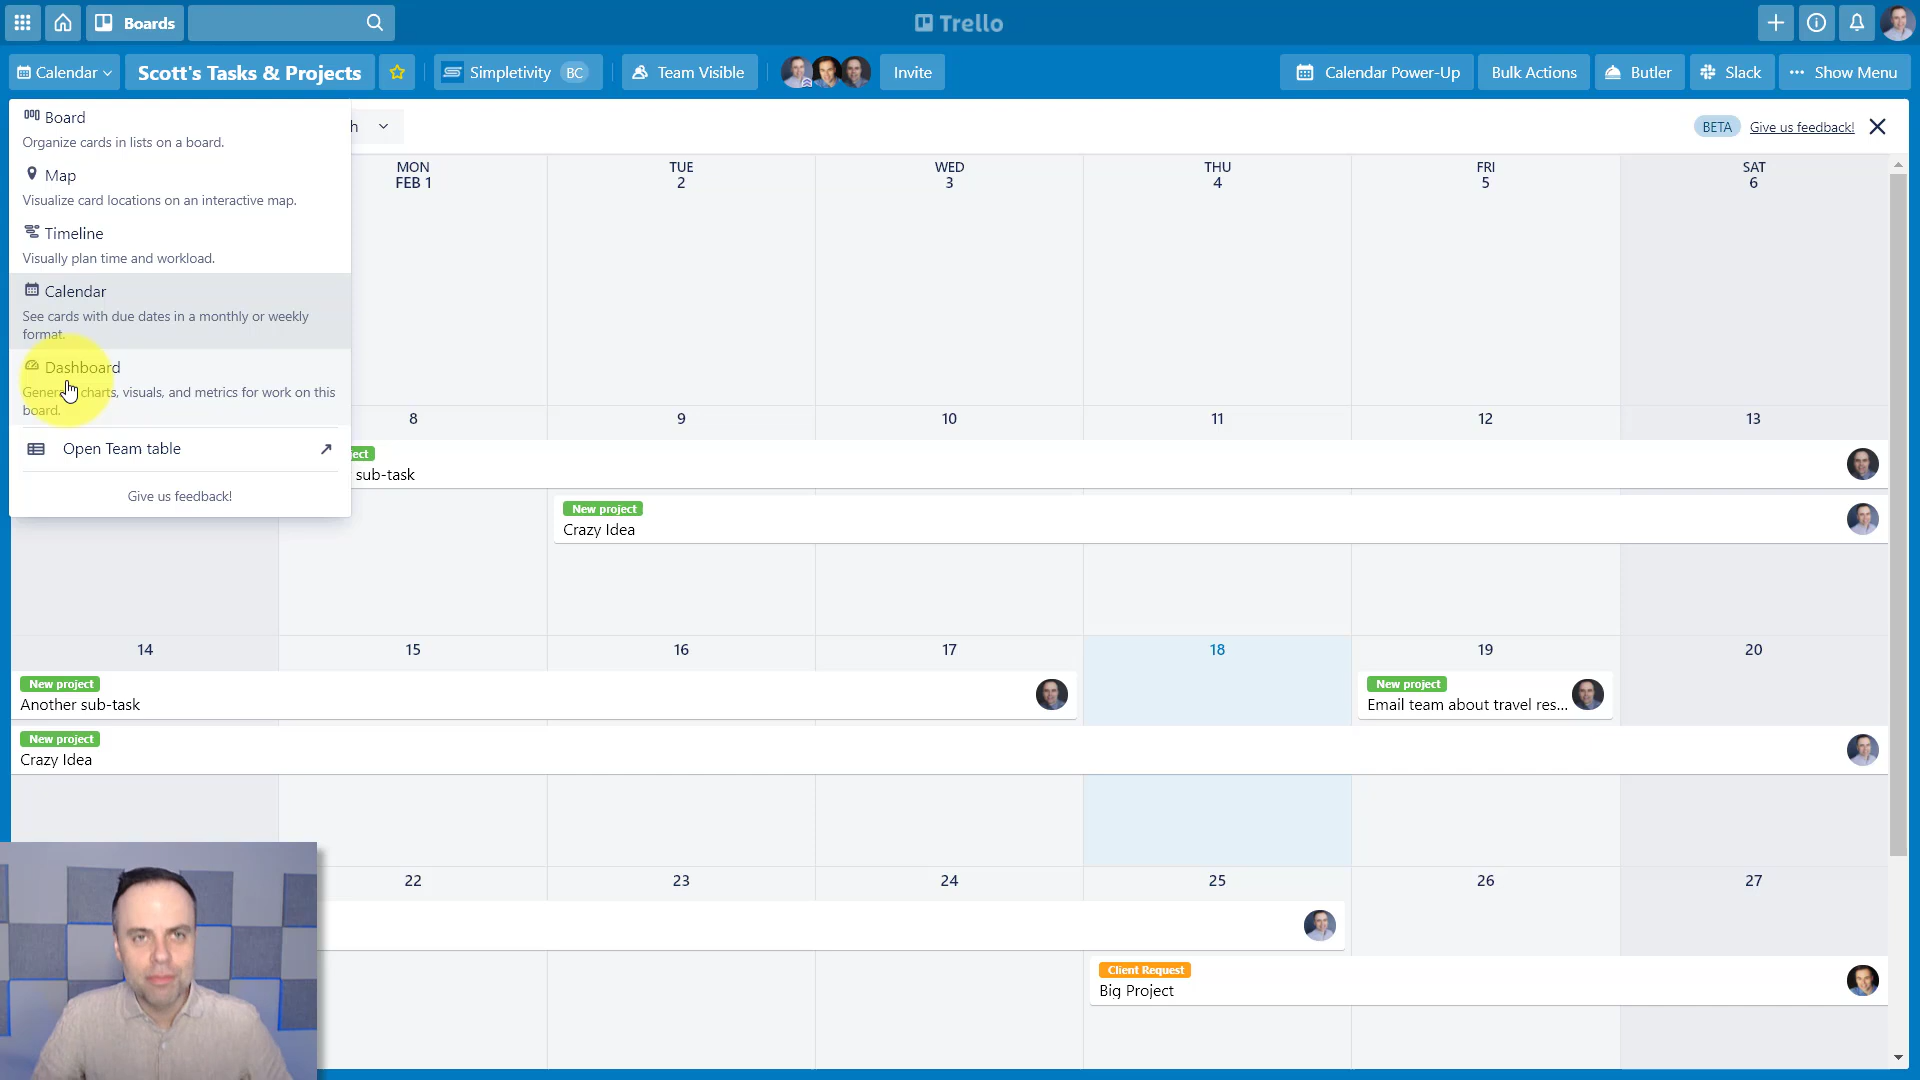 Boards
Trello
Calendar
Scott's Tasks & Projects
Simpletivity BC
Team Visible
Invite
Calendar Power-Up
Bulk Actions
Butler
Slack
Show Menu
Board
Organize cards in lists on a board.
Map
Visualize card locations on an interactive map.
Timeline
Visually plan time and workload.
Calendar
See cards with due dates in a monthly or weekly
format.
Dashboard
charts, visuals, and metrics for work on this
board.
Open Team table
Give us feedback!
h
BETA
Give us feedback!
MON
FEB 1
TUE
2
WED
3
THU
4
FRI
5
SAT
6
8
9
10
11
12
13
ject
sub-task
New project
Crazy Idea
14
15
16
17
18
19
20
New project
Another sub-task
New project
Email team about travel res...
New project
Crazy Idea
22
23
24
25
26
27
Client Request
Big Project